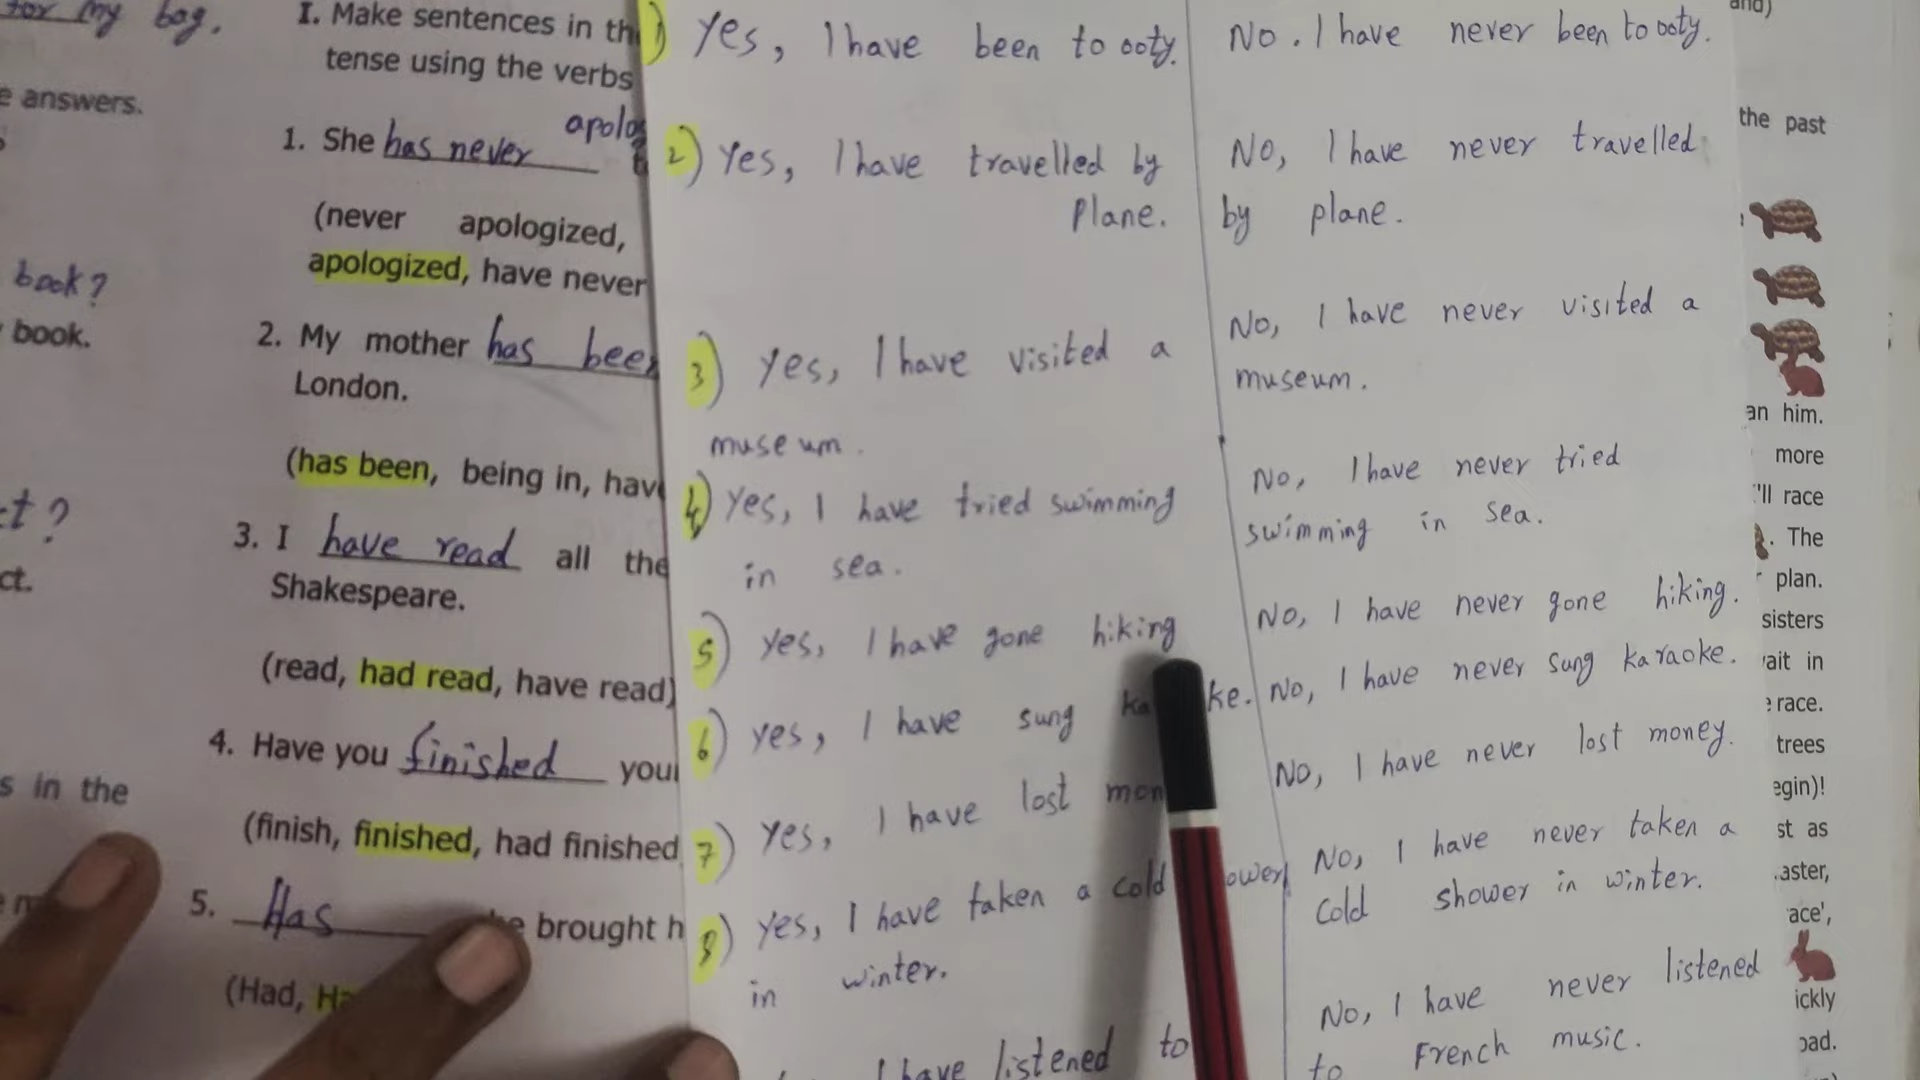 for my bag.
e answers.
book?
book.
ct.
s in the
I. Make sentences in th
tense using the verbs
apolog
1. She has never
(never apologized,
apologized, have never
2. My mother has been
London.
(has been, being in, have
3. I have read all the
Shakespeare.
(read, had read, have read)
4. Have you finished you
(finish, finished, had finished
5. Has brought h
(Had, Ha
1) Yes, I have been to ooty.
2) Yes, I have travelled by
Plane.
3) Yes, I have visited a
museum.
4) Yes, I have tried swimming
in sea.
5) Yes, I have gone hiking
6) Yes, I have sung ka ke.
7) Yes, I have lost mon
8) Yes, I have taken a cold ower
in winter.
I have listened to
No. I have never been to ooty.
No, I have never travelled
by plane.
No, I have never visited a
museum.
No, I have never tried
swimming in sea.
No, I have never gone hiking.
No, I have never sung karaoke.
No, I have never lost money.
No, I have never taken a
Cold shower in winter.
No, I have never listened
to French music.
and)
the past
an him.
more
'll race
. The
plan.
sisters
ait in
e race.
trees
egin)!
st as
aster,
ace',
ickly
oad.